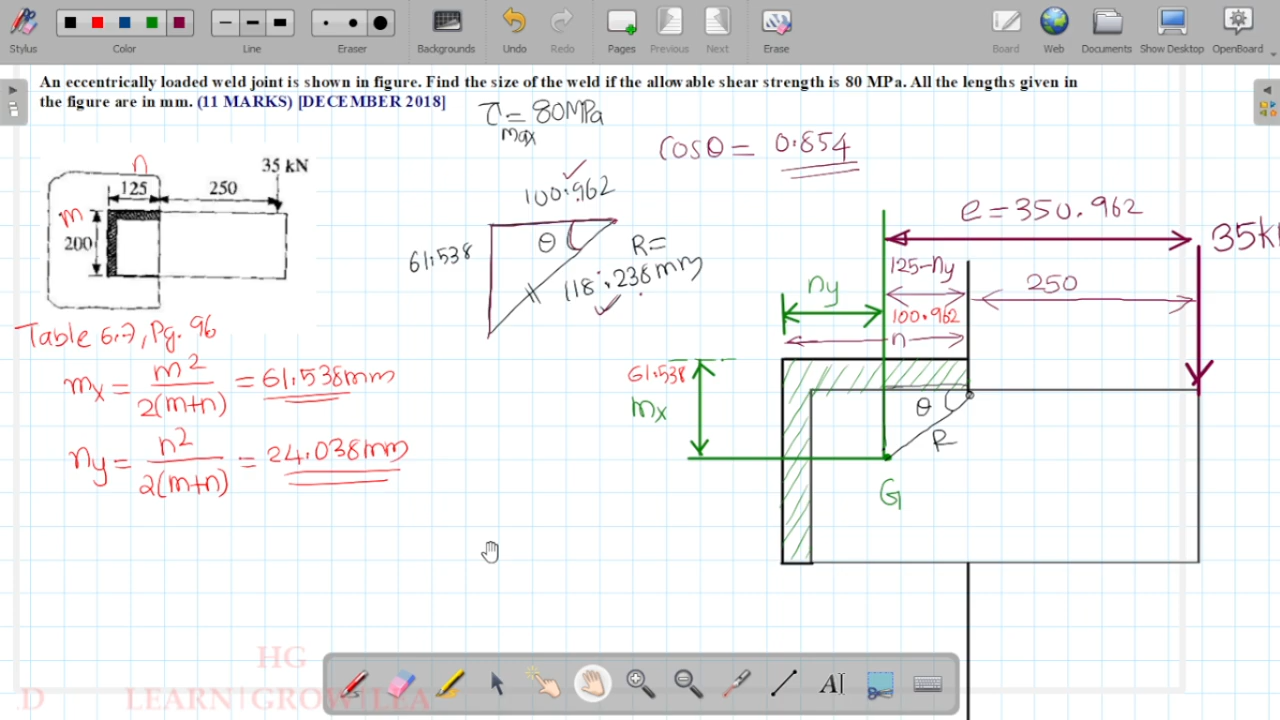 Stylus
Color
Line
Eraser
Backgrounds
Undo
Redo
Pages
Previous
Next
Erase
Board
Web
Documents
Show Desktop
OpenBoard
An eccentrically loaded weld joint is shown in figure. Find the size of the weld if the allowable shear strength is 80 MPa. All the lengths given in
the figure are in mm. (11 MARKS) [DECEMBER 2018]
τmax = 80MPa
cosθ = 0.854
n
35 kN
125
250
m
200
100.962
61.538
θ
R=
118.238mm
e = 350.962
35k
ny
125-ny
250
100.962
n
61.538
mx
θ
R
G
Table 6.7, Pg. 96
mx = m²/2(m+n) = 61.538mm
ny = n²/2(m+n) = 24.038mm
HG
LEARN|GROW|